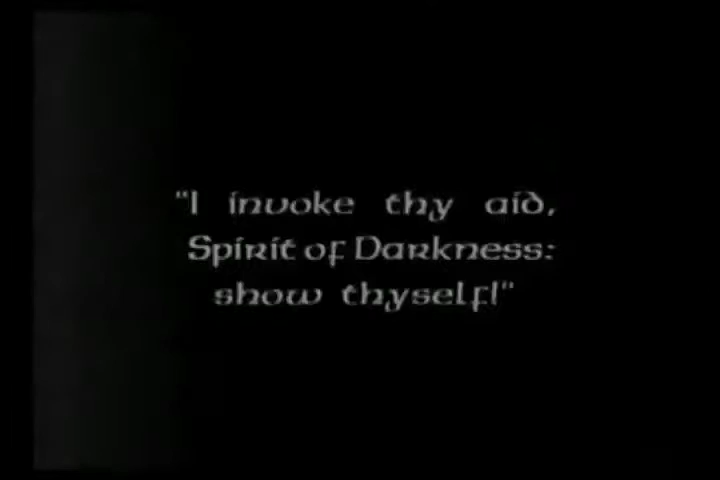 "I invoke thy aid,
Spirit of Darkness:
show thyself!"